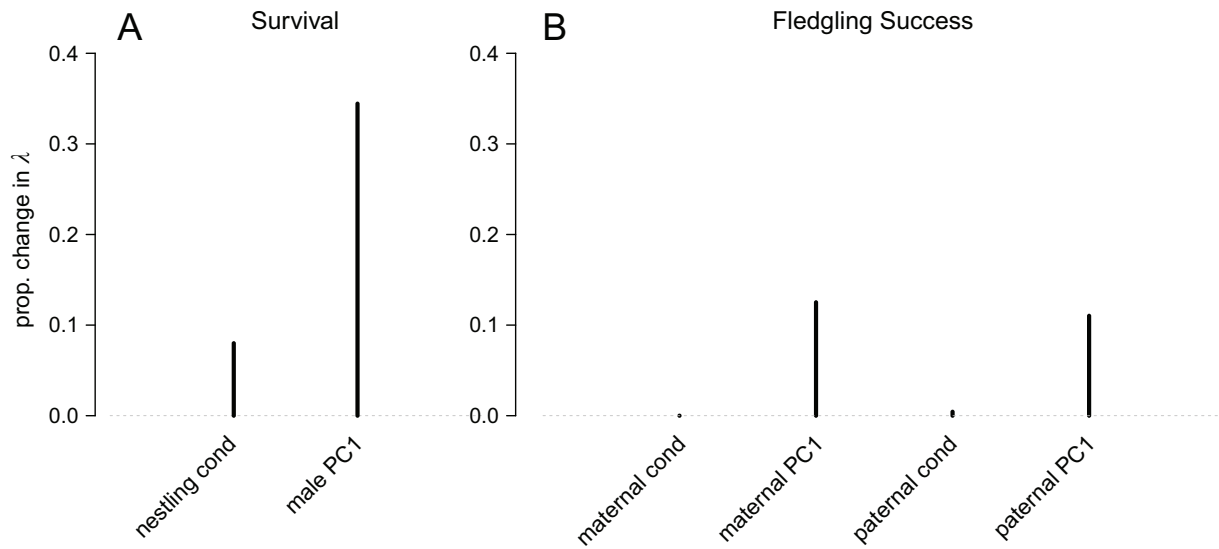 A
Survival
prop. change in λ
0.4
0.3
0.2
0.1
0.0
nestling cond
male PC1
B
Fledgling Success
0.4
0.3
0.2
0.1
0.0
maternal cond
maternal PC1
paternal cond
paternal PC1